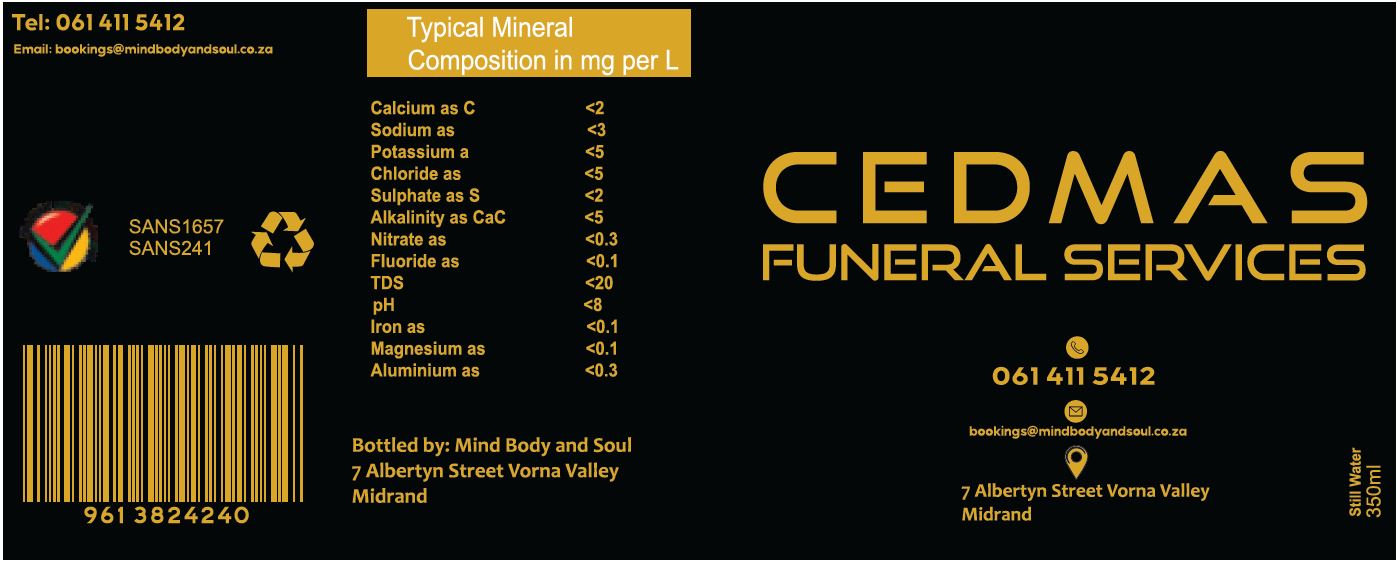 Tel: 061 411 5412
Email: bookings@mindbodyandsoul.co.za
SANS1657
SANS241
961 3824240
Typical Mineral
Composition in mg per L
Calcium as C <2
Sodium as <3
Potassium a <5
Chloride as <5
Sulphate as S <2
Alkalinity as CaC <5
Nitrate as <0.3
Fluoride as <0.1
TDS <20
pH <8
Iron as <0.1
Magnesium as <0.1
Aluminium as <0.3
Bottled by: Mind Body and Soul
7 Albertyn Street Vorna Valley
Midrand
CEDMAS
FUNERAL SERVICES
061 411 5412
bookings@mindbodyandsoul.co.za
7 Albertyn Street Vorna Valley
Midrand
Still Water
350ml